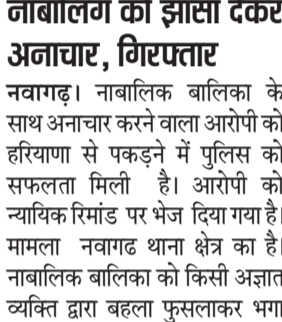 नाबालिग को झांसा देकर
अनाचार, गिरफ्तार
नवागढ़। नाबालिक बालिका के
साथ अनाचार करने वाला आरोपी को
हरियाणा से पकड़ने में पुलिस को
सफलता मिली है। आरोपी को
न्यायिक रिमांड पर भेज दिया गया है।
मामला नवागढ थाना क्षेत्र का है।
नाबालिक बालिका को किसी अज्ञात
व्यक्ति द्वारा बहला फुसलाकर भगा